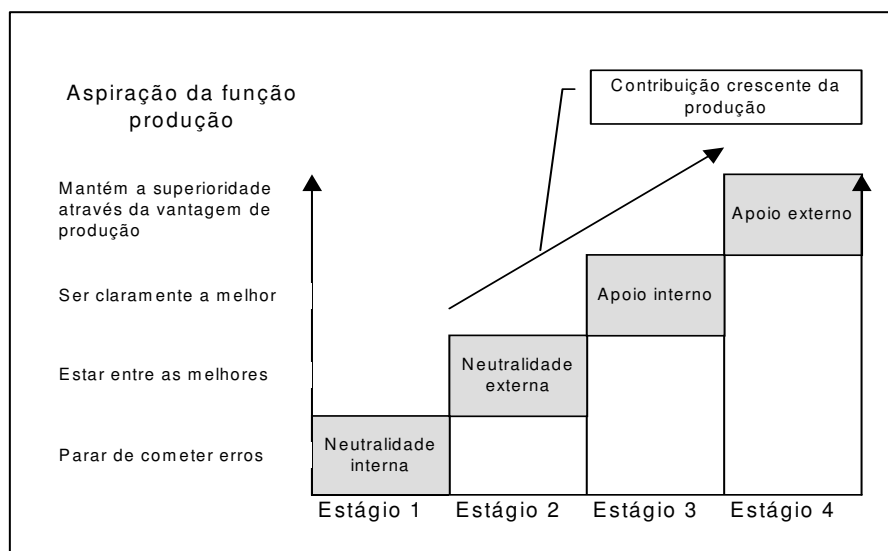 Aspiração da função
produção
Contribuição crescente da
produção
Mantém a superioridade
através da vantagem de
produção
Apoio externo
Ser claramente a melhor
Apoio interno
Estar entre as melhores
Neutralidade
externa
Parar de cometer erros
Neutralidade
interna
Estágio 1
Estágio 2
Estágio 3
Estágio 4